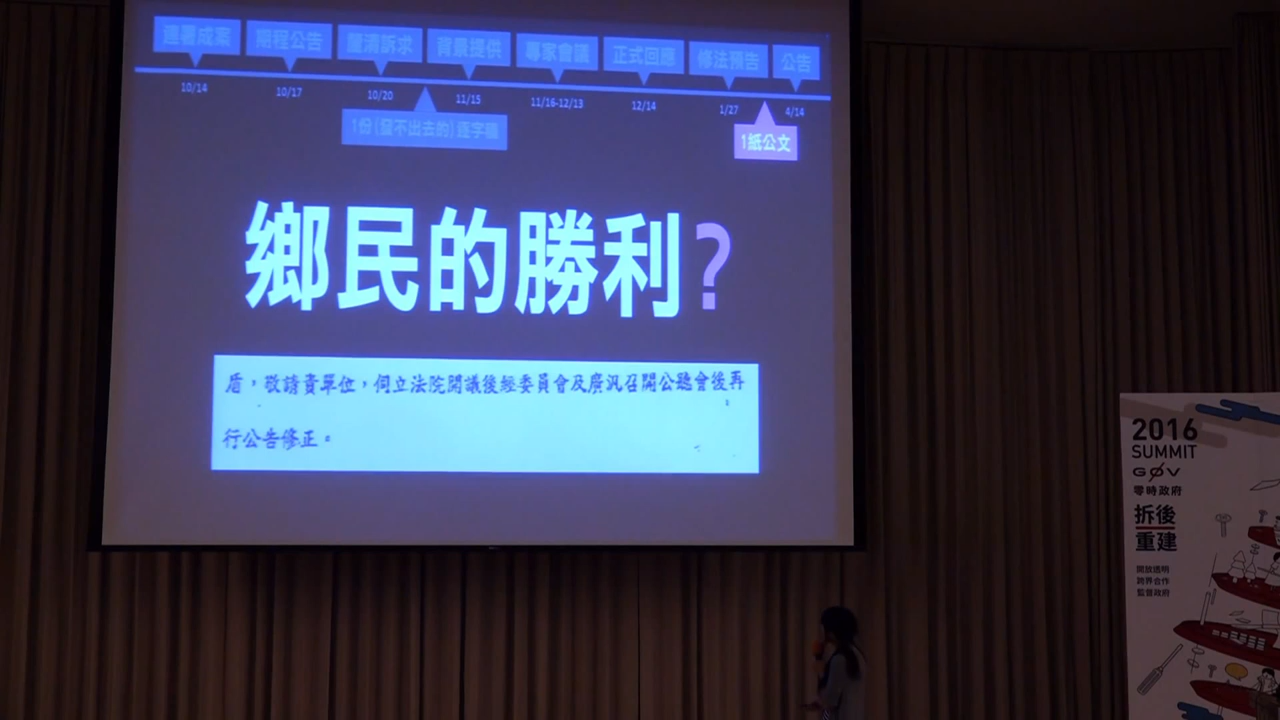 連署成案
期程公告
釐清訴求
背景提供
專家會議
正式回應
修法預告
公告
10/14
10/17
10/20
11/15
11/16-12/13
12/14
1/27
4/14
1份(發不出去的)逐字稿
1紙公文
鄉民的勝利?
盾，敬請貴單位，伺立法院開議後經委員會及廣汎召開公聽會後再
行公告修正。
2016
SUMMIT
GØV
零時政府
拆後
重建
開放透明
跨界合作
監督政府